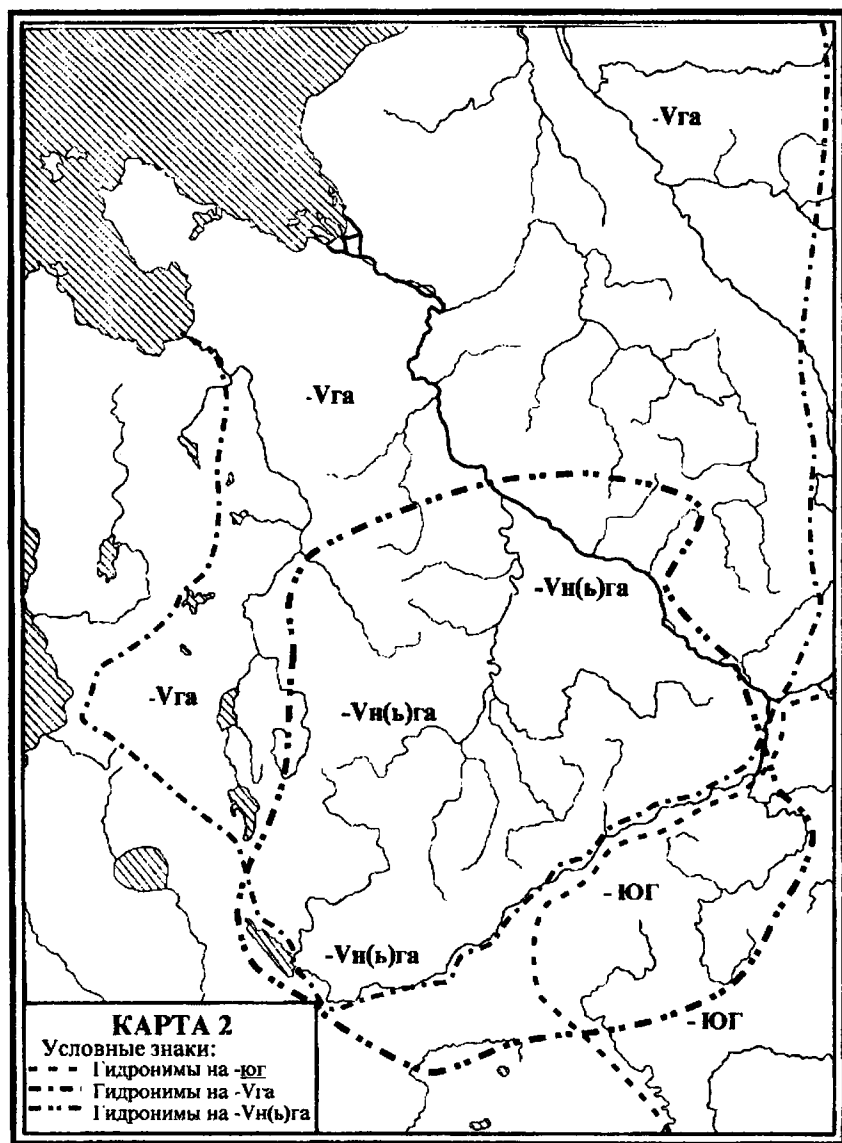 -Vга
-Vга
-Vн(ь)га
-Vга
-Vн(ь)га
- ЮГ
-Vн(ь)га
- ЮГ
КАРТА 2
Условные знаки:
Гидронимы на -юг
Гидронимы на -Vга
Гидронимы на -Vн(ь)га